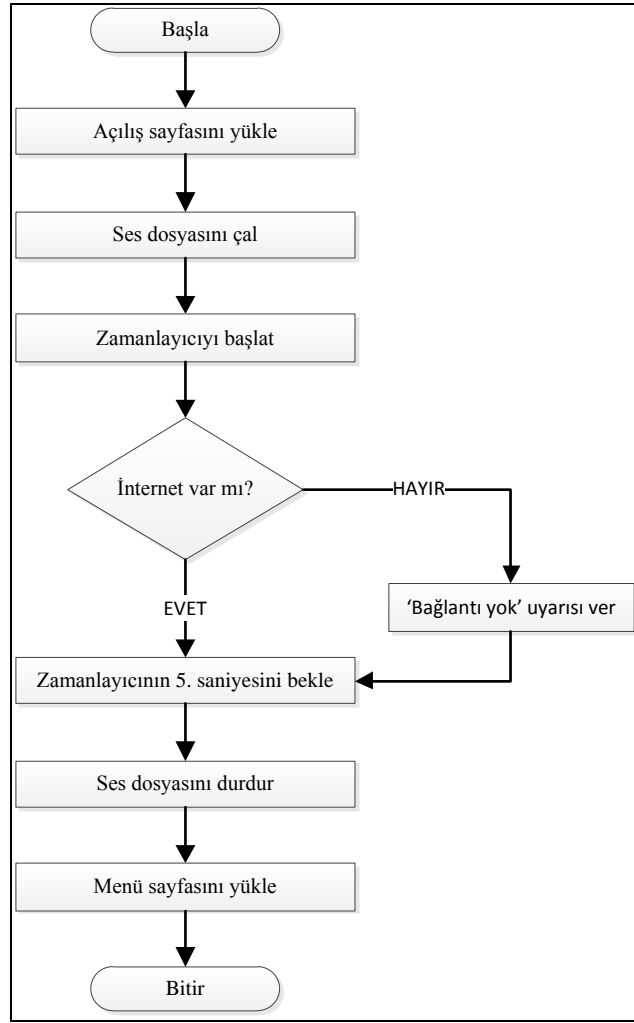 Başla
Açılış sayfasını yükle
Ses dosyasını çal
Zamanlayıcıyı başlat
İnternet var mı?
HAYIR
EVET
‘Bağlantı yok’ uyarısı ver
Zamanlayıcının 5. saniyesini bekle
Ses dosyasını durdur
Menü sayfasını yükle
Bitir